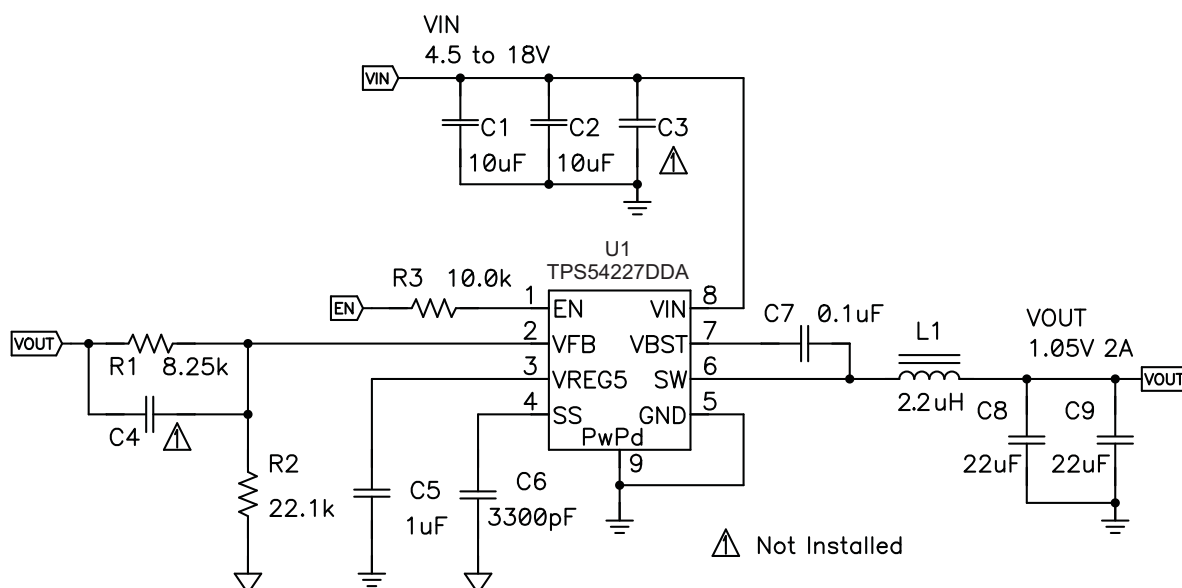 VIN
4.5 to 18V
VIN
C1
C2
C3
10uF
10uF
1
U1
TPS54227DDA
R3 10.0k
EN
1
EN
VIN
8
C7 0.1uF
VOUT
R1 8.25k
2
VFB
VBST
7
L1
VOUT
1.05V 2A
3
VREG5
SW
6
VOUT
2.2uH
C8
C9
4
SS
GND
5
C4
1
PwPd
9
22uF
22uF
R2
22.1k
C5
1uF
C6
3300pF
1 Not Installed